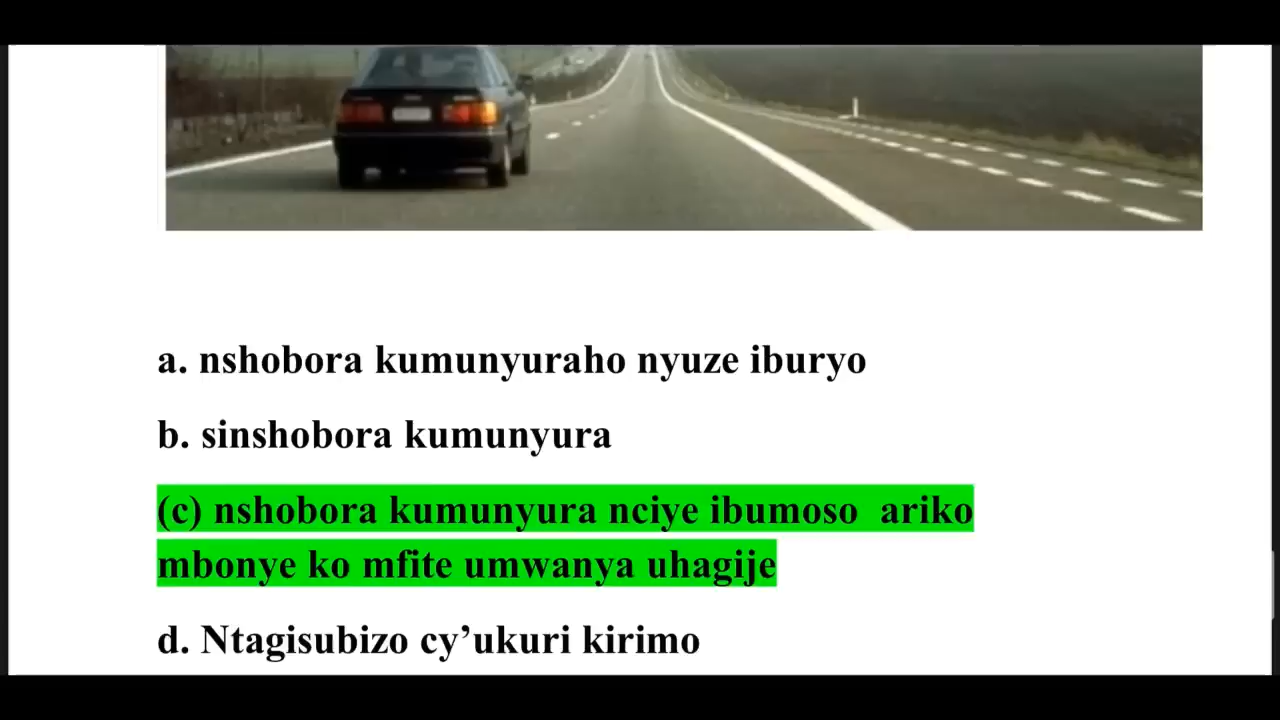 a. nshobora kumunyuraho nyuze iburyo
b. sinshobora kumunyura
(c) nshobora kumunyura nciye ibumoso  ariko
mbonye ko mfite umwanya uhagije
d. Ntagisubizo cy’ukuri kirimo